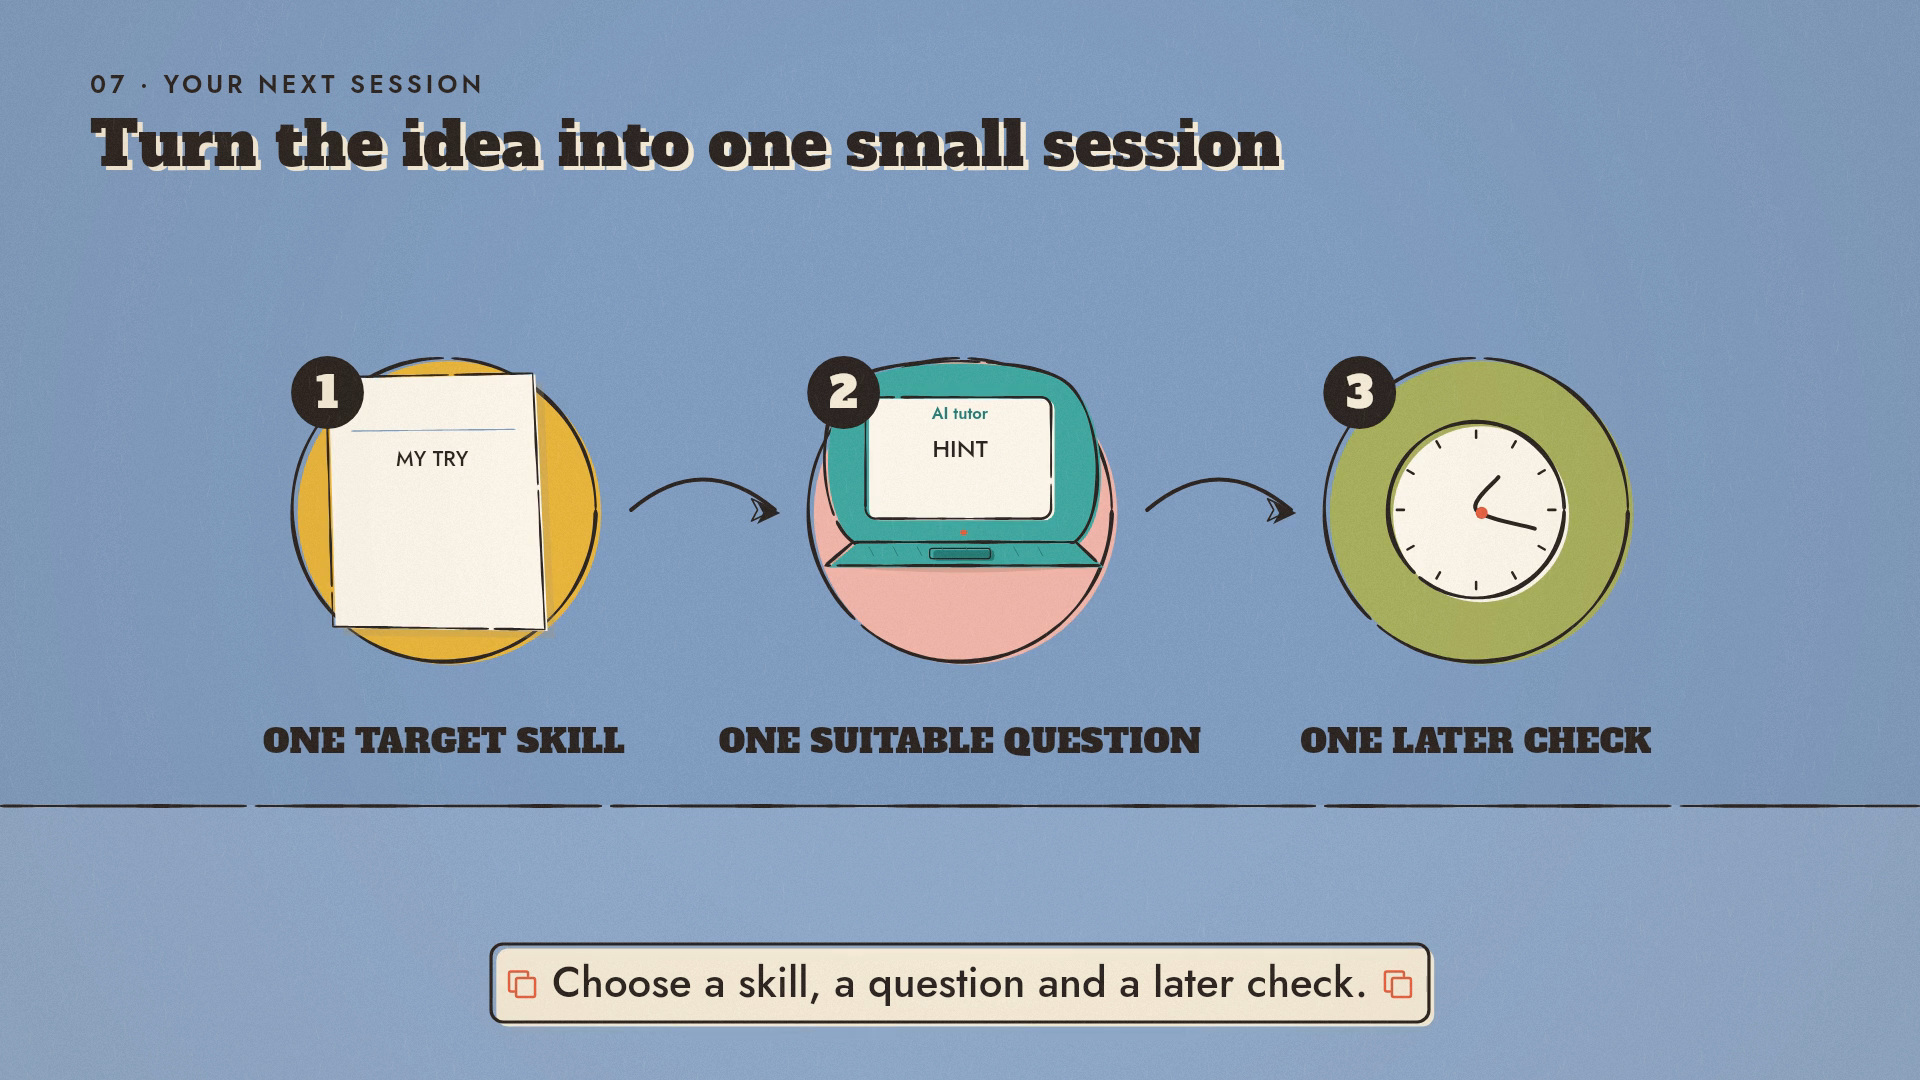 07 · YOUR NEXT SESSION
Turn the idea into one small session
1
MY TRY
2
AI tutor
HINT
3
ONE TARGET SKILL
ONE SUITABLE QUESTION
ONE LATER CHECK
Choose a skill, a question and a later check.